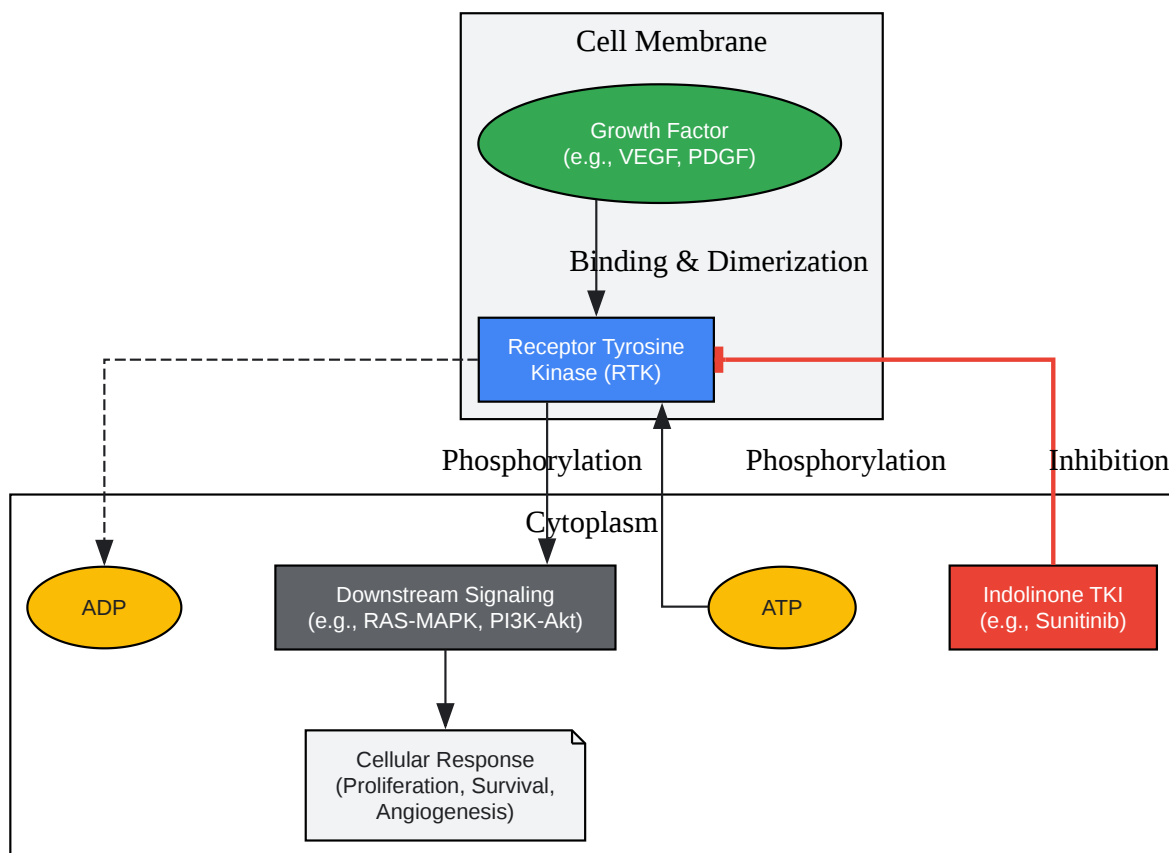 Cell Membrane
Growth Factor
(e.g., VEGF, PDGF)
Binding & Dimerization
Receptor Tyrosine
Kinase (RTK)
Phosphorylation
Phosphorylation
Inhibition
Cytoplasm
ADP
Downstream Signaling
(e.g., RAS-MAPK, PI3K-Akt)
ATP
Indolinone TKI
(e.g., Sunitinib)
Cellular Response
(Proliferation, Survival,
Angiogenesis)